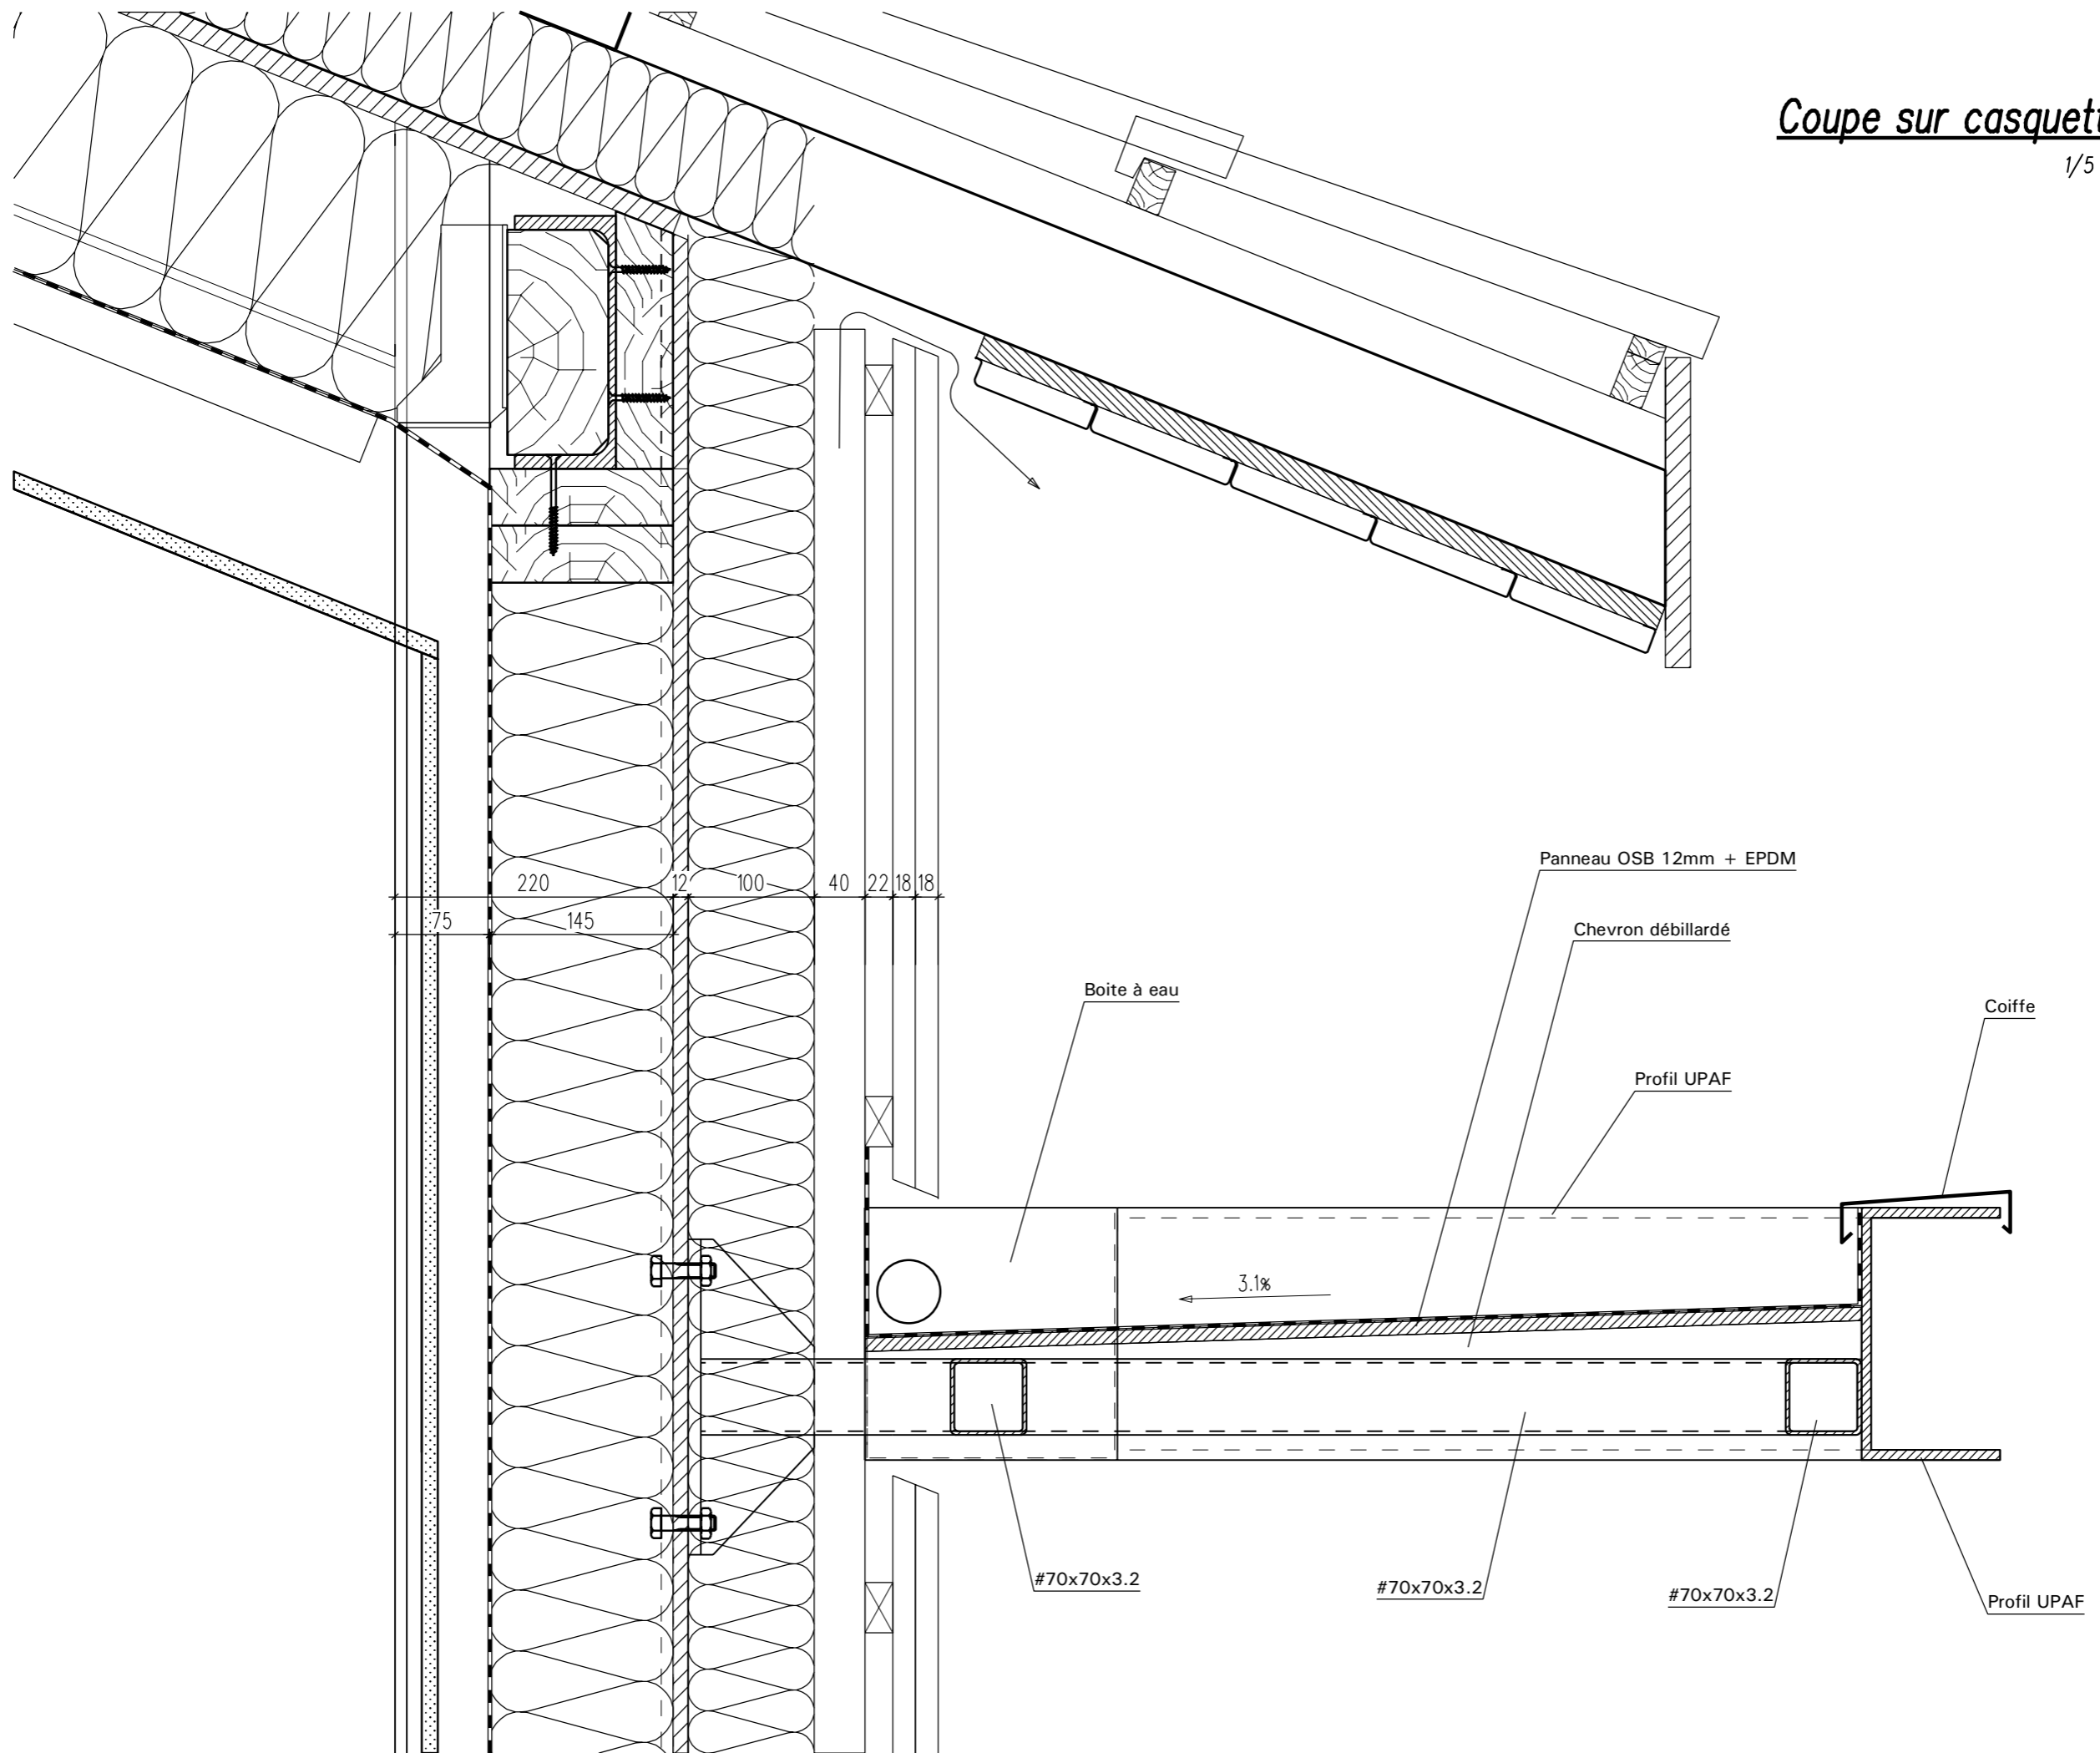 Coupe sur casquett
1/5
Panneau OSB 12mm + EPDM
220 12 100 40 22 18 18
75 145
Chevron débillardé
Boite à eau
Coiffe
Profil UPAF
3.1%
#70x70x3.2
#70x70x3.2
#70x70x3.2
Profil UPAF